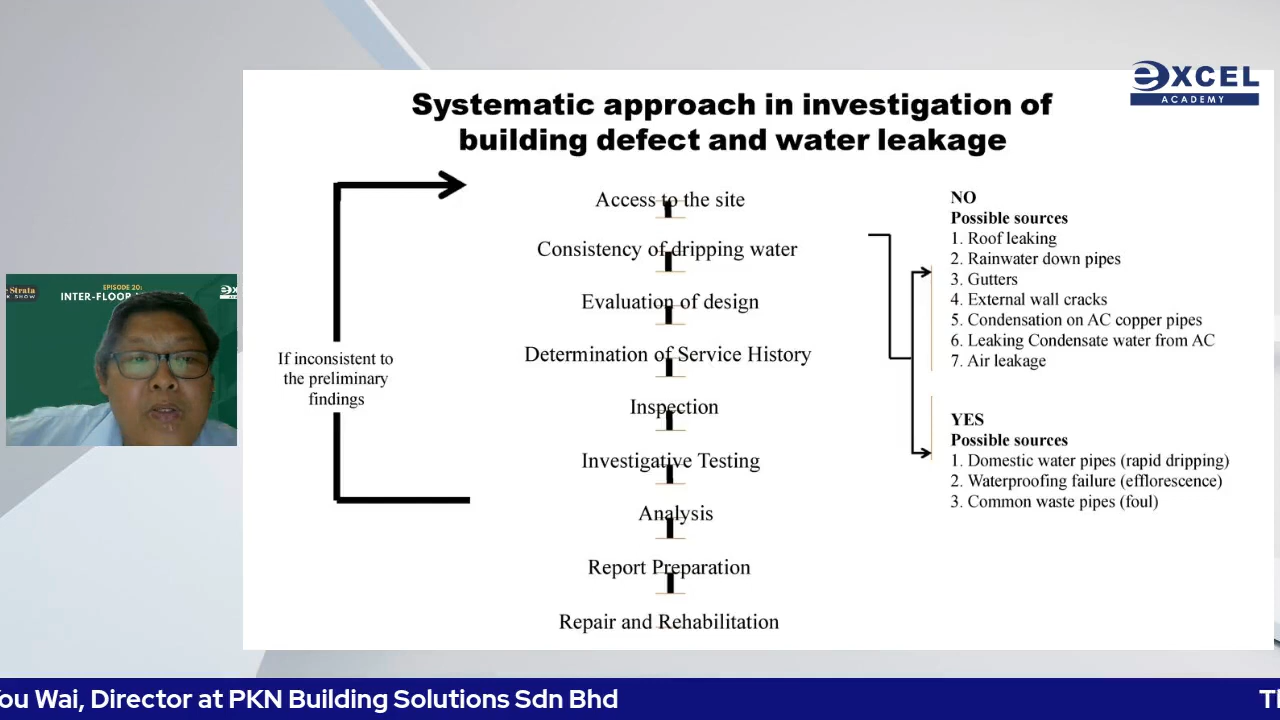 eXCEL
ACADEMY
Systematic approach in investigation of
building defect and water leakage
Access to the site
Consistency of dripping water
Evaluation of design
Determination of Service History
Inspection
Investigative Testing
Analysis
Report Preparation
Repair and Rehabilitation
If inconsistent to
the preliminary
findings
NO
Possible sources
1. Roof leaking
2. Rainwater down pipes
3. Gutters
4. External wall cracks
5. Condensation on AC copper pipes
6. Leaking Condensate water from AC
7. Air leakage
YES
Possible sources
1. Domestic water pipes (rapid dripping)
2. Waterproofing failure (efflorescence)
3. Common waste pipes (foul)
Strata
SHOW
EPISODE 20:
INTER-FLOOR
You Wai, Director at PKN Building Solutions Sdn Bhd